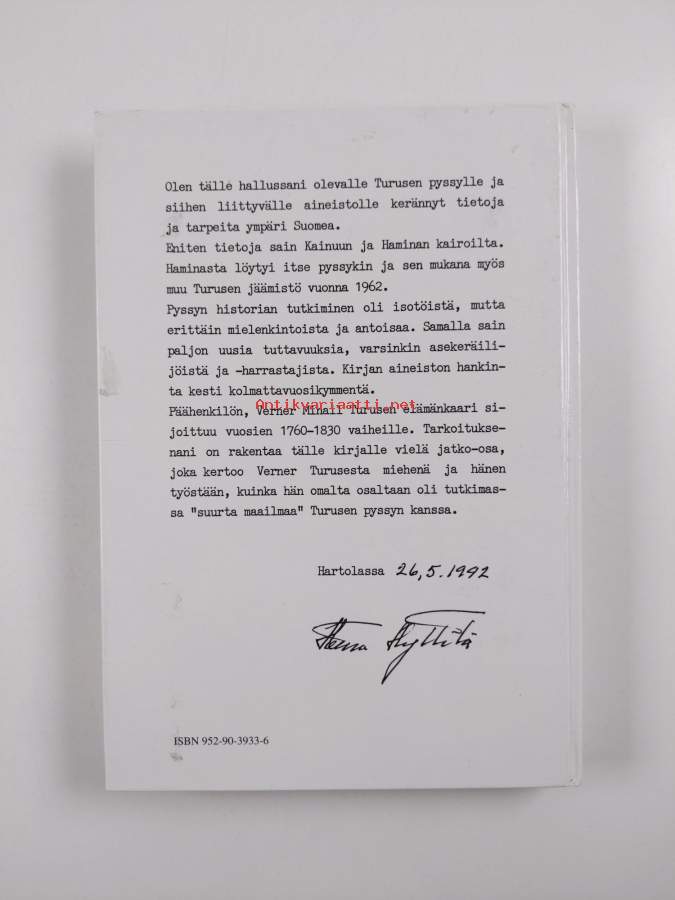 Olen tälle hallussani olevalle Turusen pyssylle ja
siihen liittyvälle aineistolle kerännyt tietoja
ja tarpeita ympäri Suomea.
Eniten tietoja sain Kainuun ja Haminan kairoilta.
Haminasta löytyi itse pyssykin ja sen mukana myös
muu Turusen jäämistö vuonna 1962.
Pyssyn historian tutkiminen oli isotöistä, mutta
erittäin mielenkintoista ja antoisaa. Samalla sain
paljon uusia tuttavuuksia, varsinkin asekeräili-
jöistä ja -harrastajista. Kirjan aineiston hankin-
ta kesti kolmattavuosikymmentä.
Antikvariaatti.net
Päähenkilön, Verner Mihail Turusen elämänkaari si-
joittuu vuosien 1760-1830 vaiheille. Tarkoitukse-
nani on rakentaa tälle kirjalle vielä jatko-osa,
joka kertoo Verner Turusesta miehenä ja hänen
työstään, kuinka hän omalta osaltaan oli tutkimas-
sa "suurta maailmaa" Turusen pyssyn kanssa.
Hartolassa 26,5.1992
ISBN 952-90-3933-6